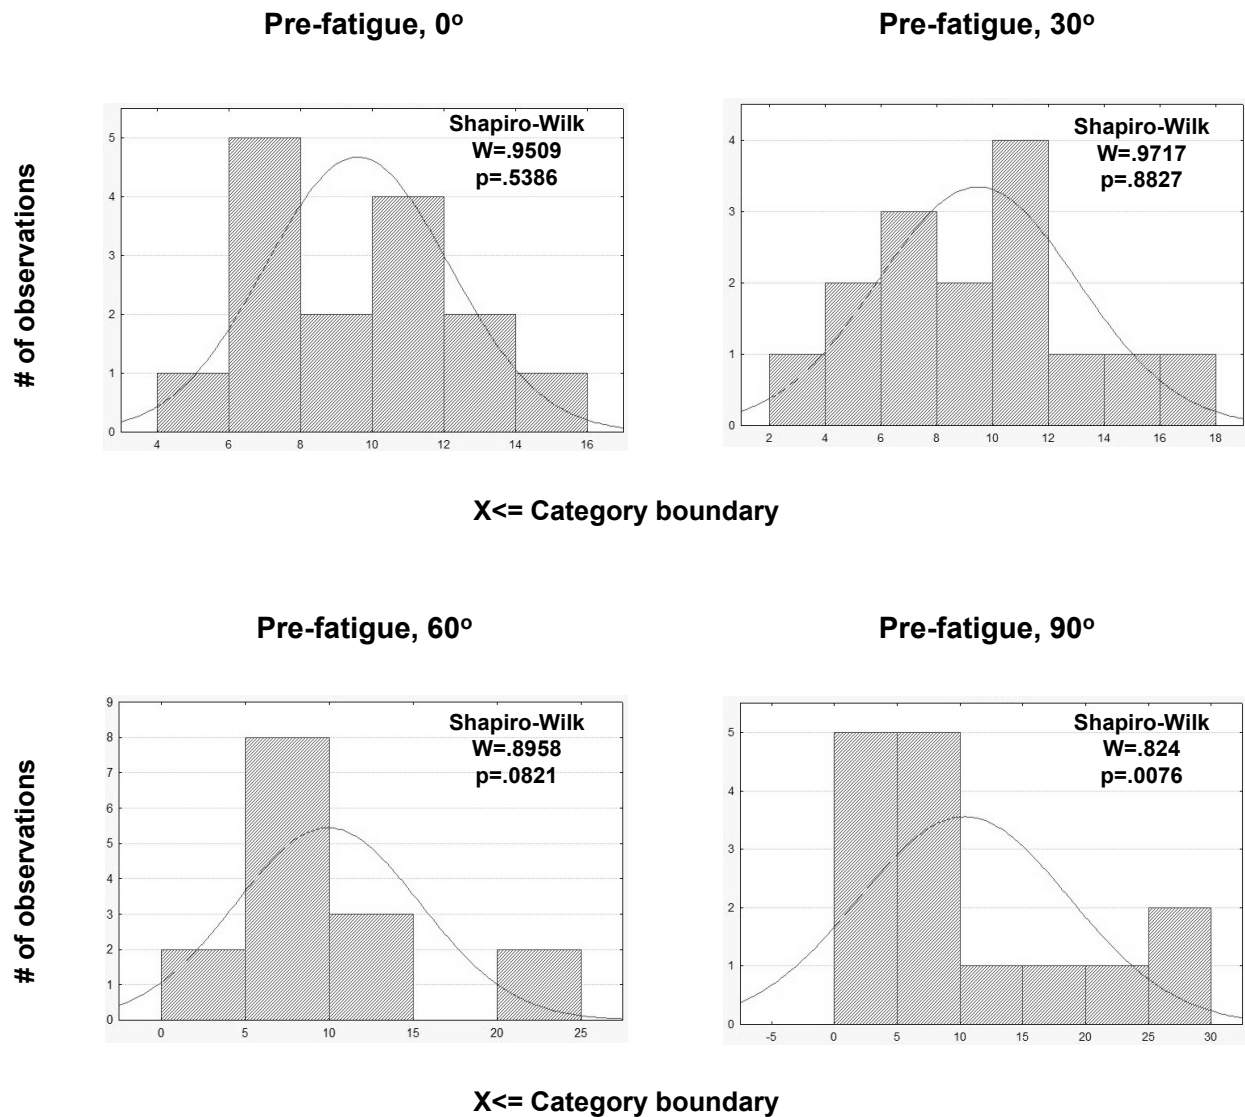 Pre-fatigue, 0º
Pre-fatigue, 30º
# of observations
5
4
3
2
1
0
4
6
8
10
12
14
16
Shapiro-Wilk
W=.9509
p=.5386
4
3
2
1
0
2
4
6
8
10
12
14
16
18
Shapiro-Wilk
W=.9717
p=.8827
X<= Category boundary
Pre-fatigue, 60º
Pre-fatigue, 90º
# of observations
9
8
7
6
5
4
3
2
1
0
0
5
10
15
20
25
Shapiro-Wilk
W=.8958
p=.0821
5
4
3
2
1
0
-5
0
5
10
15
20
25
30
Shapiro-Wilk
W=.824
p=.0076
X<= Category boundary